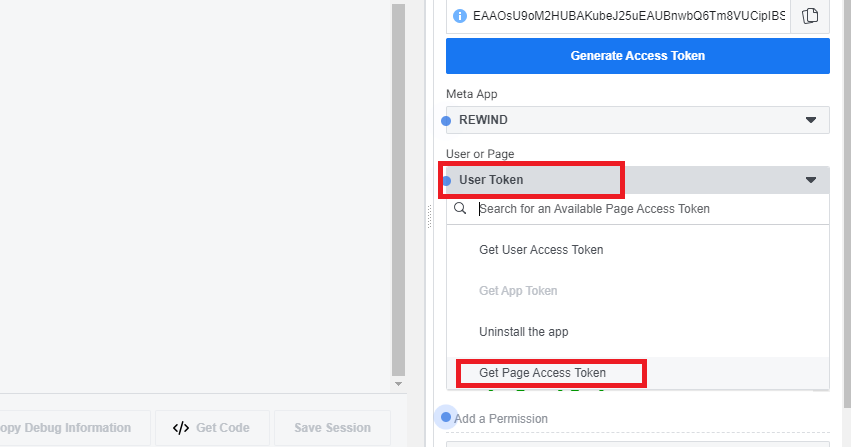 EAAOsU9oM2HUBAKubeJ25uEAUBnwbQ6Tm8VUCipIBS
Generate Access Token
Meta App
REWIND
User or Page
User Token
Search for an Available Page Access Token
Get User Access Token
Get App Token
Uninstall the app
Get Page Access Token
Add a Permission
opy Debug Information
</> Get Code
Save Session